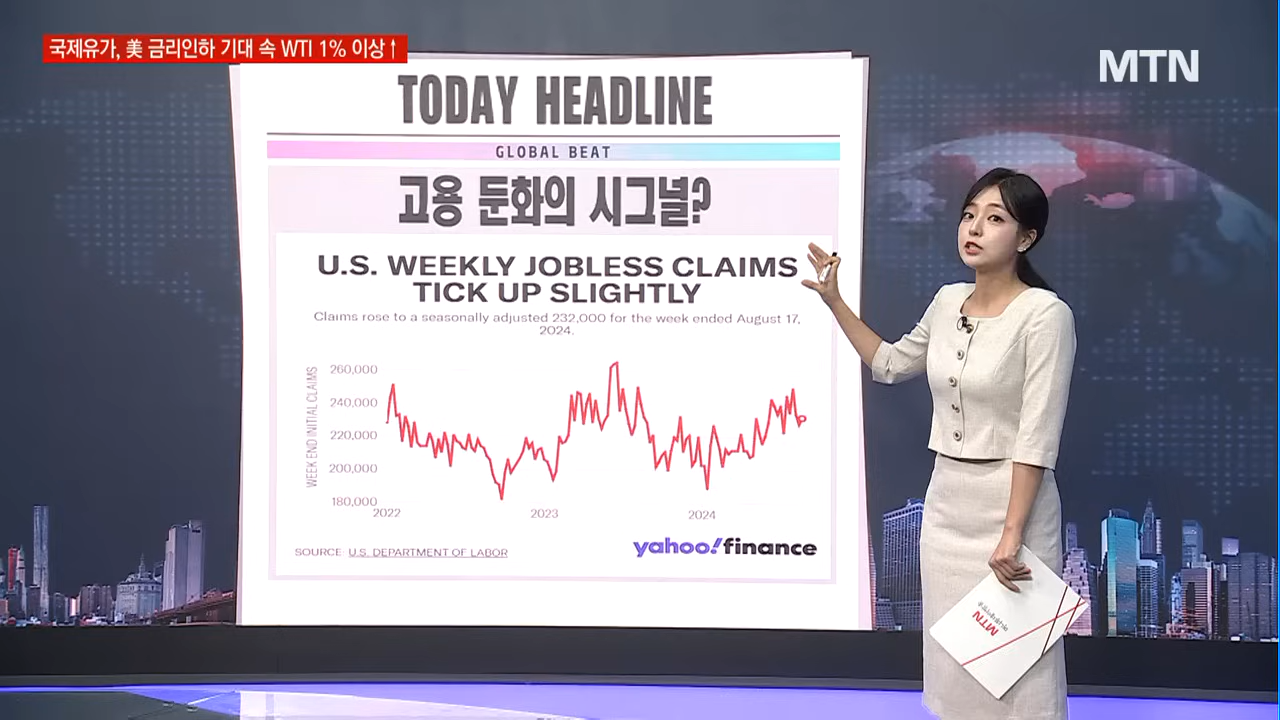 국제유가, 美 금리인하 기대 속 WTI 1% 이상↑
MTN
TODAY HEADLINE
GLOBAL BEAT
고용 둔화의 시그널?
U.S. WEEKLY JOBLESS CLAIMS
TICK UP SLIGHTLY
Claims rose to a seasonally adjusted 232,000 for the week ended August 17,
2024.
WEEK END INITIAL CLAIMS
260,000
240,000
220,000
200,000
180,000
2022
2023
2024
SOURCE: U.S. DEPARTMENT OF LABOR
yahoo!finance
MTN